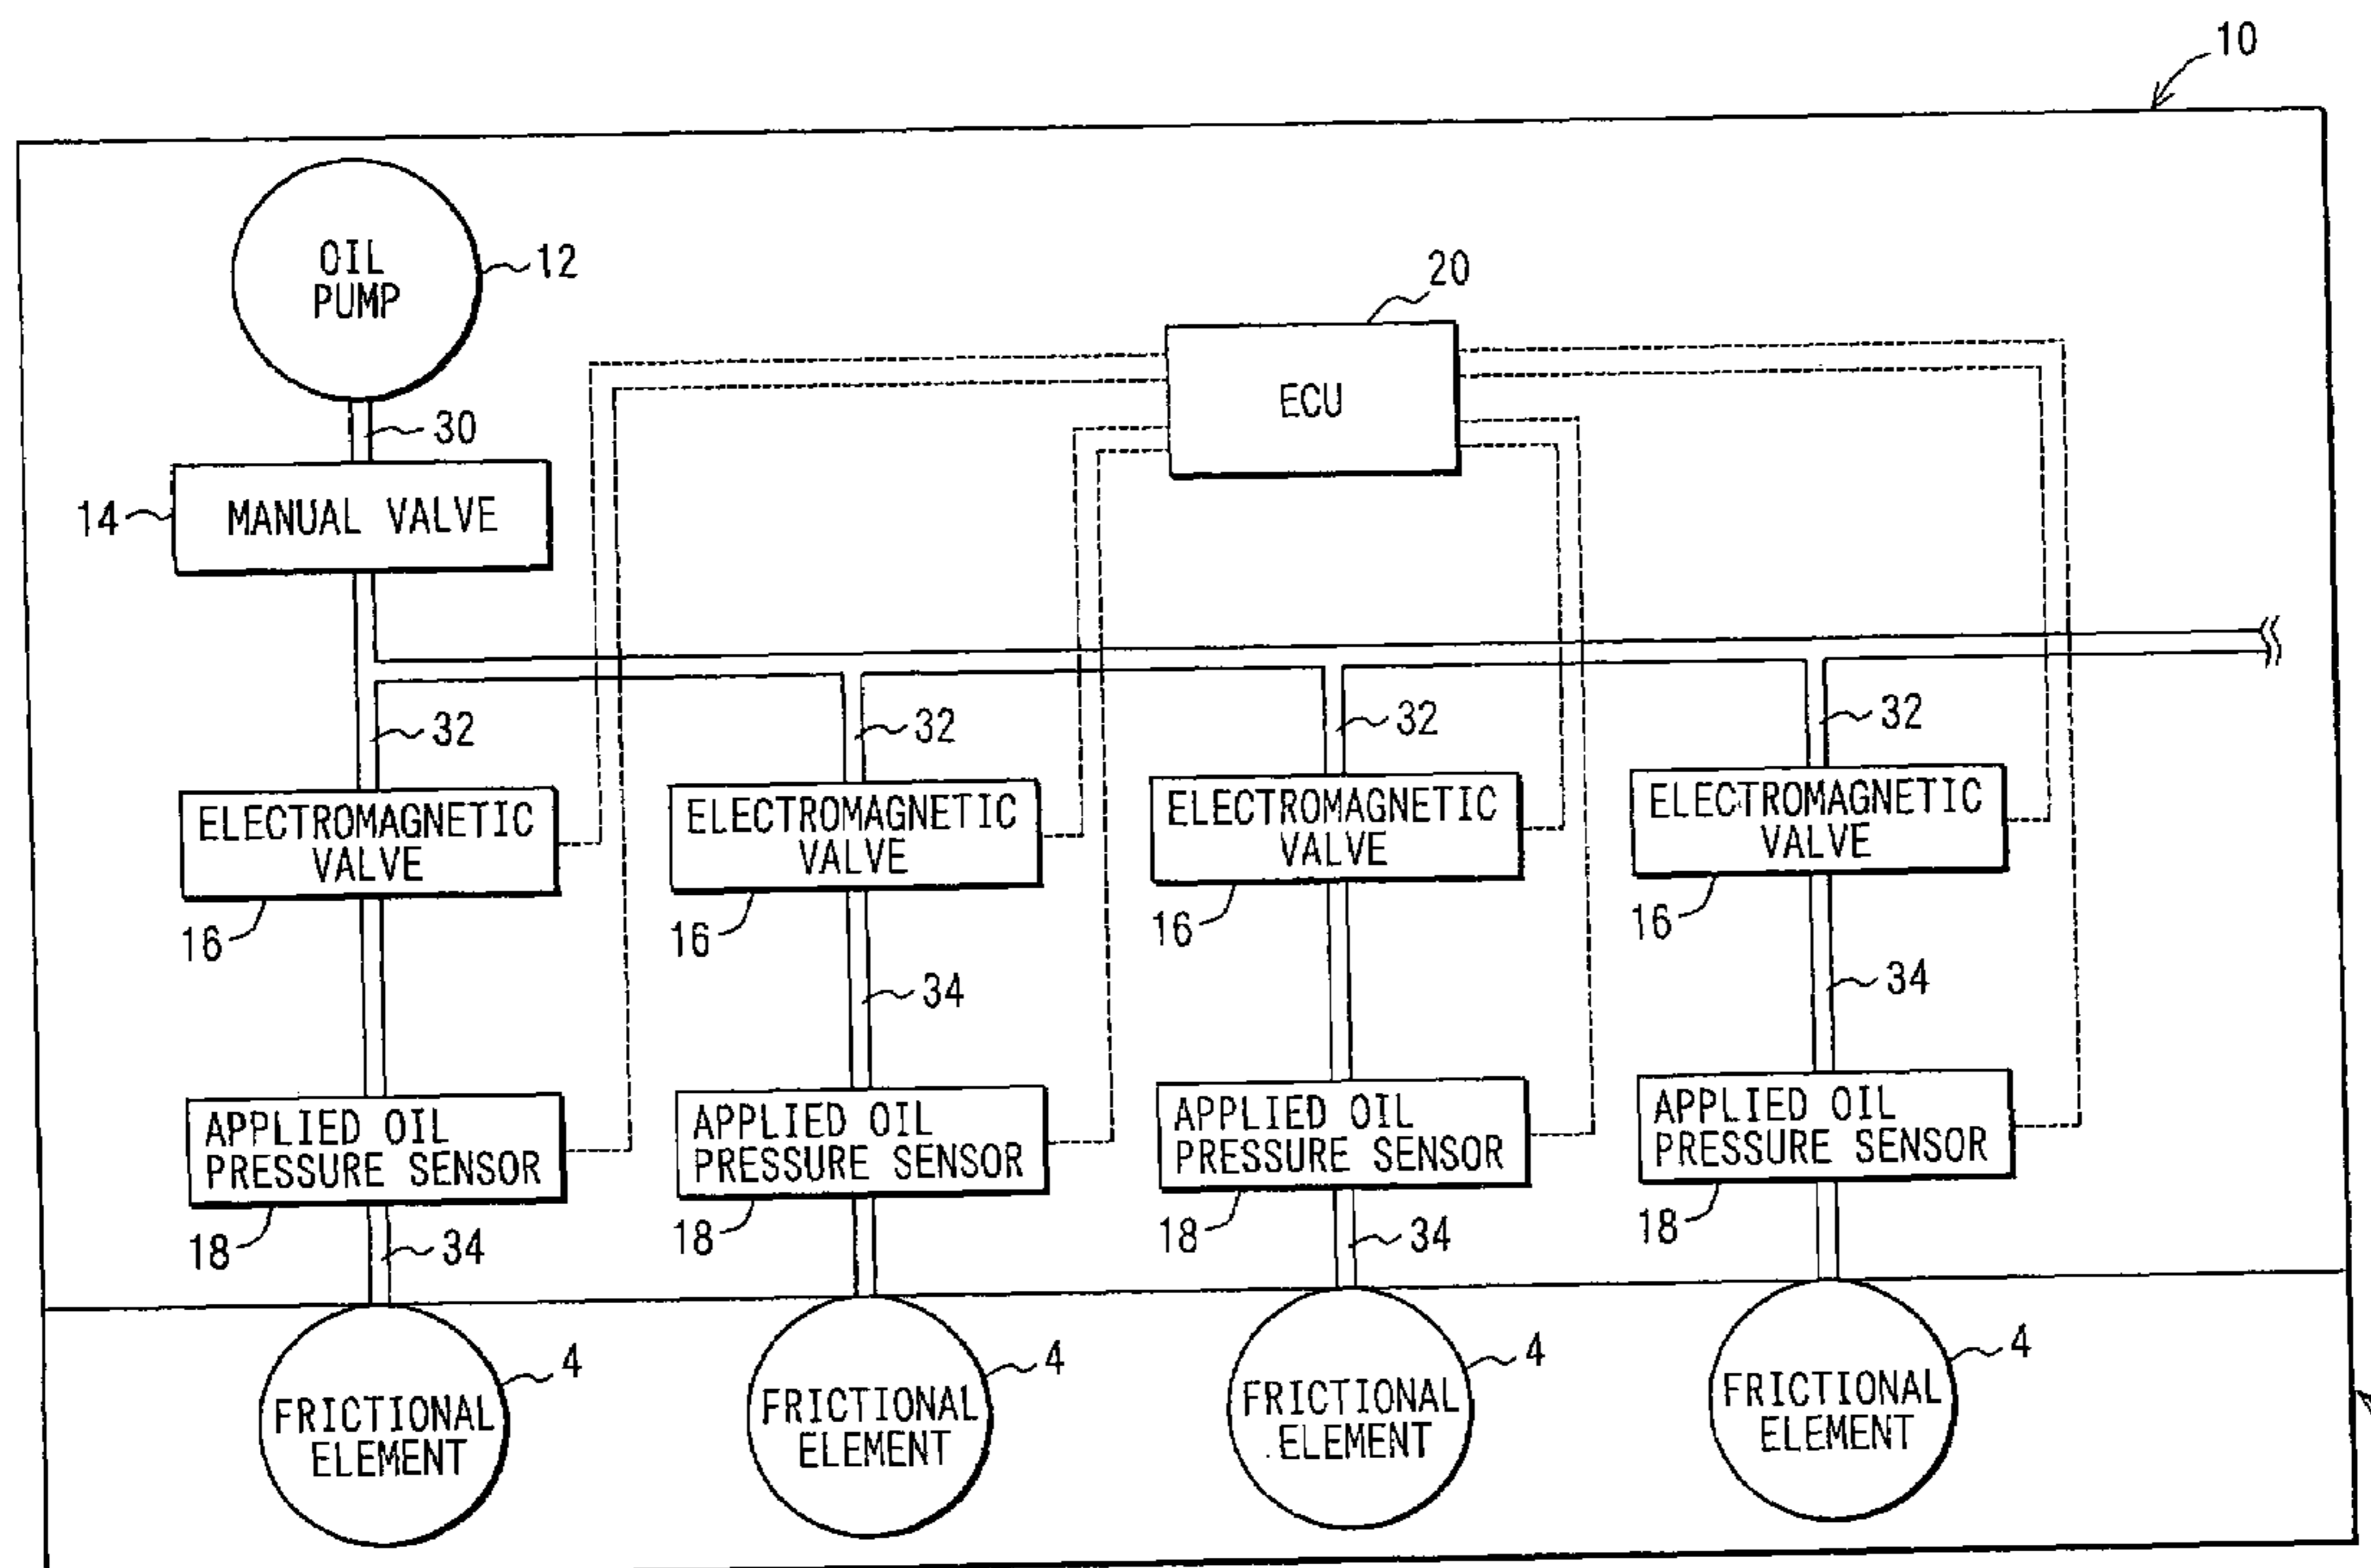 10
OIL
PUMP
12
20
ECU
30
14
MANUAL VALVE
32
32
32
32
ELECTROMAGNETIC
VALVE
ELECTROMAGNETIC
VALVE
ELECTROMAGNETIC
VALVE
ELECTROMAGNETIC
VALVE
16
16
16
16
34
34
APPLIED OIL
PRESSURE SENSOR
APPLIED OIL
PRESSURE SENSOR
APPLIED OIL
PRESSURE SENSOR
APPLIED OIL
PRESSURE SENSOR
18
34
18
18
34
18
4
4
4
4
FRICTIONAL
ELEMENT
FRICTIONAL
ELEMENT
FRICTIONAL
ELEMENT
FRICTIONAL
ELEMENT